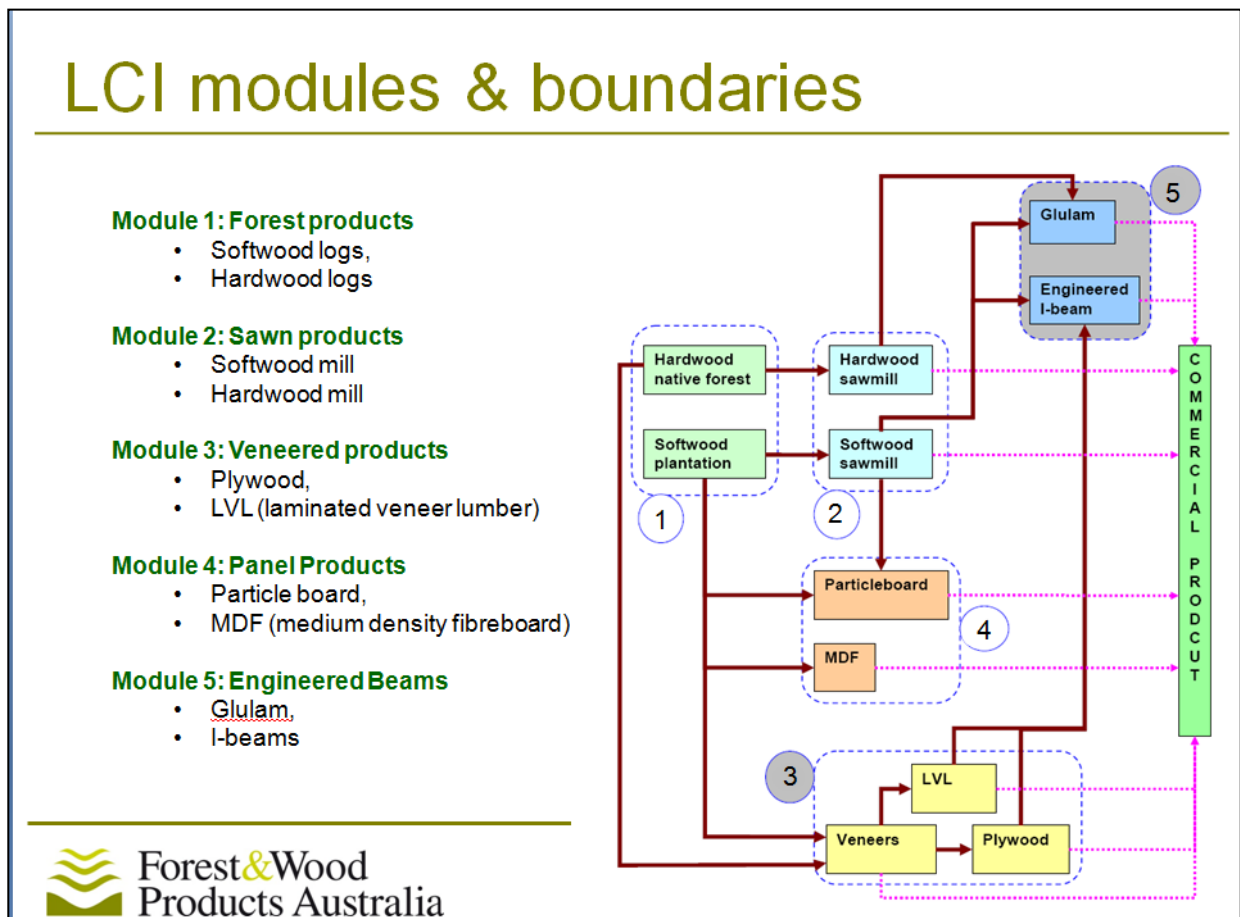 LCI modules & boundaries
Module 1: Forest products
• Softwood logs,
• Hardwood logs
Module 2: Sawn products
• Softwood mill
• Hardwood mill
Module 3: Veneered products
• Plywood,
• LVL (laminated veneer lumber)
Module 4: Panel Products
• Particle board,
• MDF (medium density fibreboard)
Module 5: Engineered Beams
• Glulam,
• I-beams
Forest&Wood
Products Australia
5
Glulam
Engineered
I-beam
Hardwood
native forest
Hardwood
sawmill
Softwood
plantation
Softwood
sawmill
1
2
Particleboard
4
MDF
3
LVL
Veneers
Plywood
COMMERCIAL PRODCUT